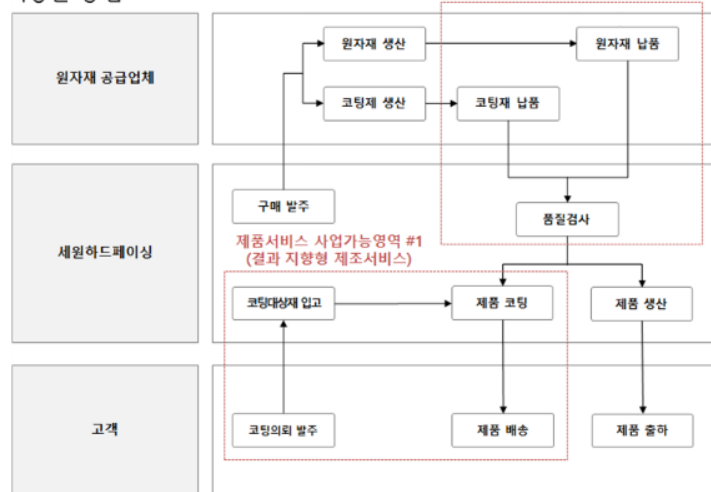 원자재 공급업체
원자재 생산
원자재 납품
코팅제 생산
코팅재 납품
세원하드페이싱
구매 발주
품질검사
제품서비스 사업가능영역 #1
(결과 지향형 제조서비스)
코팅대상재 입고
제품 코팅
제품 생산
고객
코팅의뢰 발주
제품 배송
제품 출하